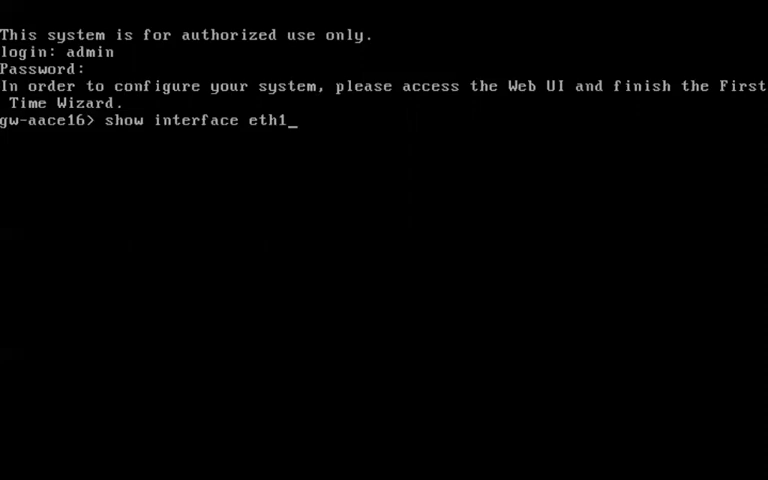 This system is for authorized use only.
login: admin
Password:
In order to configure your system, please access the Web UI and finish the First
Time Wizard.
gw-aace16> show interface eth1_